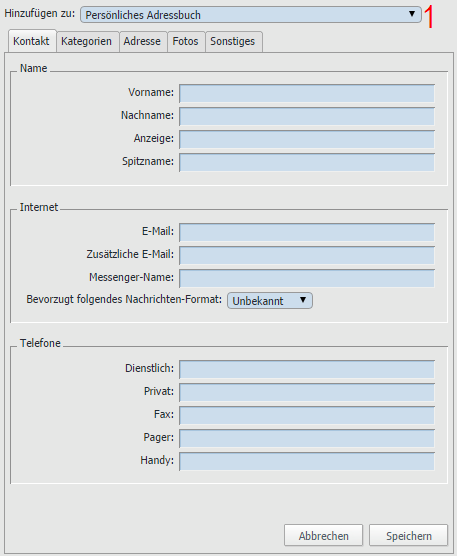 Hinzufügen zu: Persönliches Adressbuch ▼ 1
Kontakt Kategorien Adresse Fotos Sonstiges
Name
Vorname:
Nachname:
Anzeige:
Spitzname:
Internet
E-Mail:
Zusätzliche E-Mail:
Messenger-Name:
Bevorzugt folgendes Nachrichten-Format: Unbekannt ▼
Telefone
Dienstlich:
Privat:
Fax:
Pager:
Handy:
Abbrechen Speichern